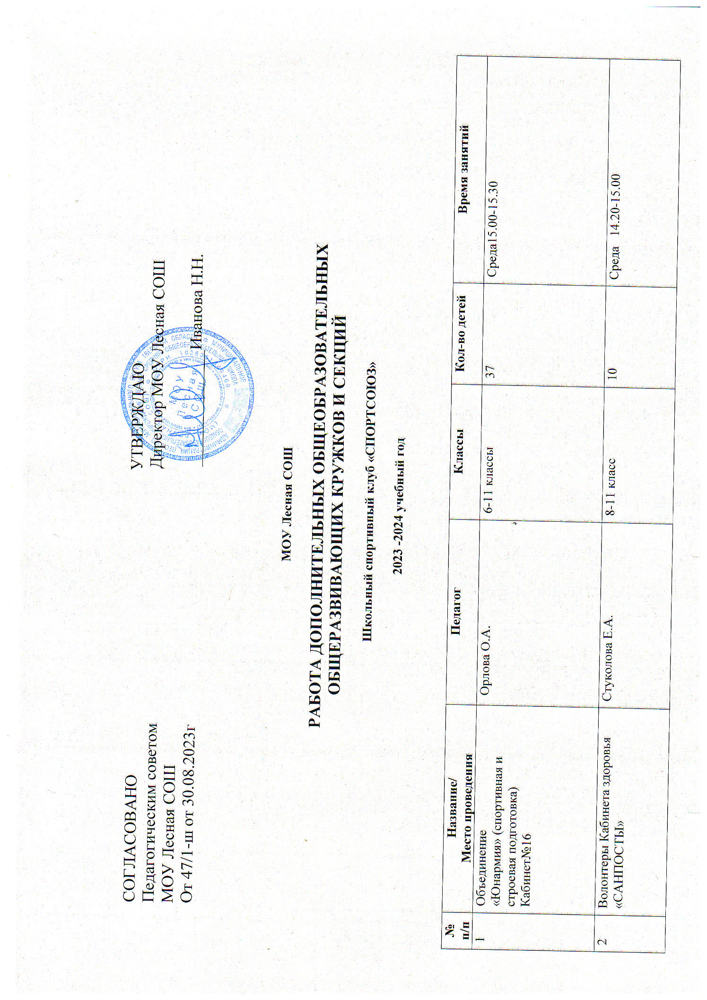 СОГЛАСОВАНО
Педагогическим советом
МОУ Лесная СОШ
От 47/1-ш от 30.08.2023г
УТВЕРЖДАЮ
Директор МОУ Лесная СОШ
Иванова Н.Н.
МОУ Лесная СОШ
РАБОТА ДОПОЛНИТЕЛЬНЫХ ОБЩЕОБРАЗОВАТЕЛЬНЫХ
ОБЩЕРАЗВИВАЮЩИХ КРУЖКОВ И СЕКЦИЙ
Школьный спортивный клуб «СПОРТСОЮЗ»
2023 -2024 учебный год
№ п/п Название/ Место проведения Педагог Классы Кол-во детей Время занятий
1 Объединение Орлова О.А. 6-11 классы 37 Среда15.00-15.30
«Юнармия» (спортивная и
строевая подготовка)
Кабинет№16
2 Волонтеры Кабинета здоровья Стуколова Е.А. 8-11 класс 10 Среда 14.20-15.00
«САНПОСТЫ»